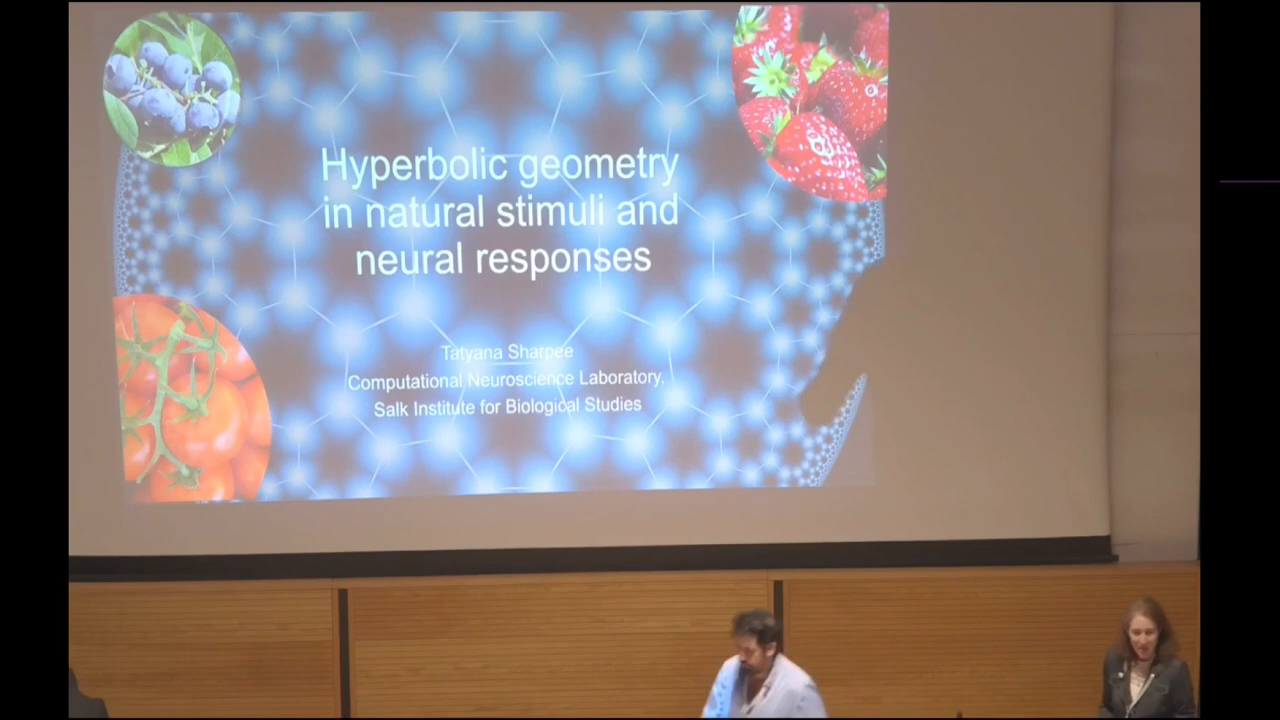 Hyperbolic geometry
in natural stimuli and
neural responses
Tatyana Sharpee
Computational Neuroscience Laboratory,
Salk Institute for Biological Studies